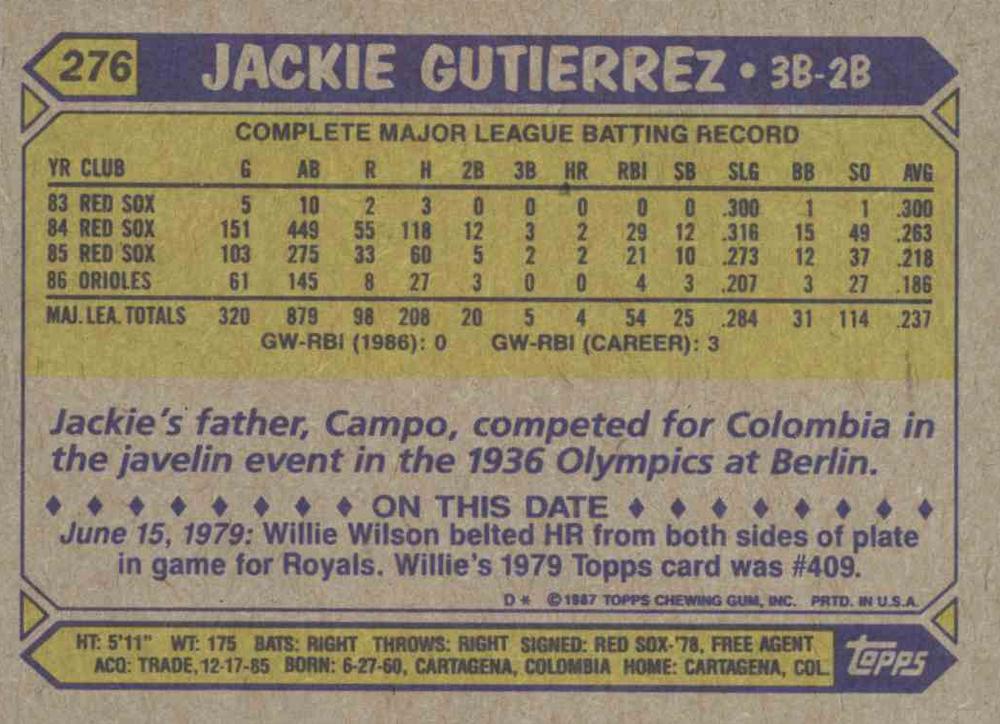 276 JACKIE GUTIERREZ • 3B-2B
COMPLETE MAJOR LEAGUE BATTING RECORD
YR CLUB G AB R H 2B 3B HR RBI SB SLG BB SO AVG
83 RED SOX 5 10 2 3 0 0 0 0 0 .300 1 1 .300
84 RED SOX 151 449 55 118 12 3 2 29 12 .316 15 49 .263
85 RED SOX 103 275 33 60 5 2 2 21 10 .273 12 37 .218
86 ORIOLES 61 145 8 27 3 0 0 4 3 .207 3 27 .186
MAJ. LEA. TOTALS 320 879 98 208 20 5 4 54 25 .284 31 114 .237
GW-RBI (1986): 0 GW-RBI (CAREER): 3
Jackie's father, Campo, competed for Colombia in
the javelin event in the 1936 Olympics at Berlin.
♦ ♦ ♦ ♦ ♦ ♦ ♦ ♦ ON THIS DATE ♦ ♦ ♦ ♦ ♦ ♦ ♦ ♦
June 15, 1979: Willie Wilson belted HR from both sides of plate
in game for Royals. Willie's 1979 Topps card was #409.
D* ©1987 TOPPS CHEWING GUM, INC. PRTD. IN U.S.A.
HT: 5'11" WT: 175 BATS: RIGHT THROWS: RIGHT SIGNED: RED SOX-'78, FREE AGENT
ACQ: TRADE, 12-17-85 BORN: 6-27-60, CARTAGENA, COLOMBIA HOME: CARTAGENA, COL.
Topps